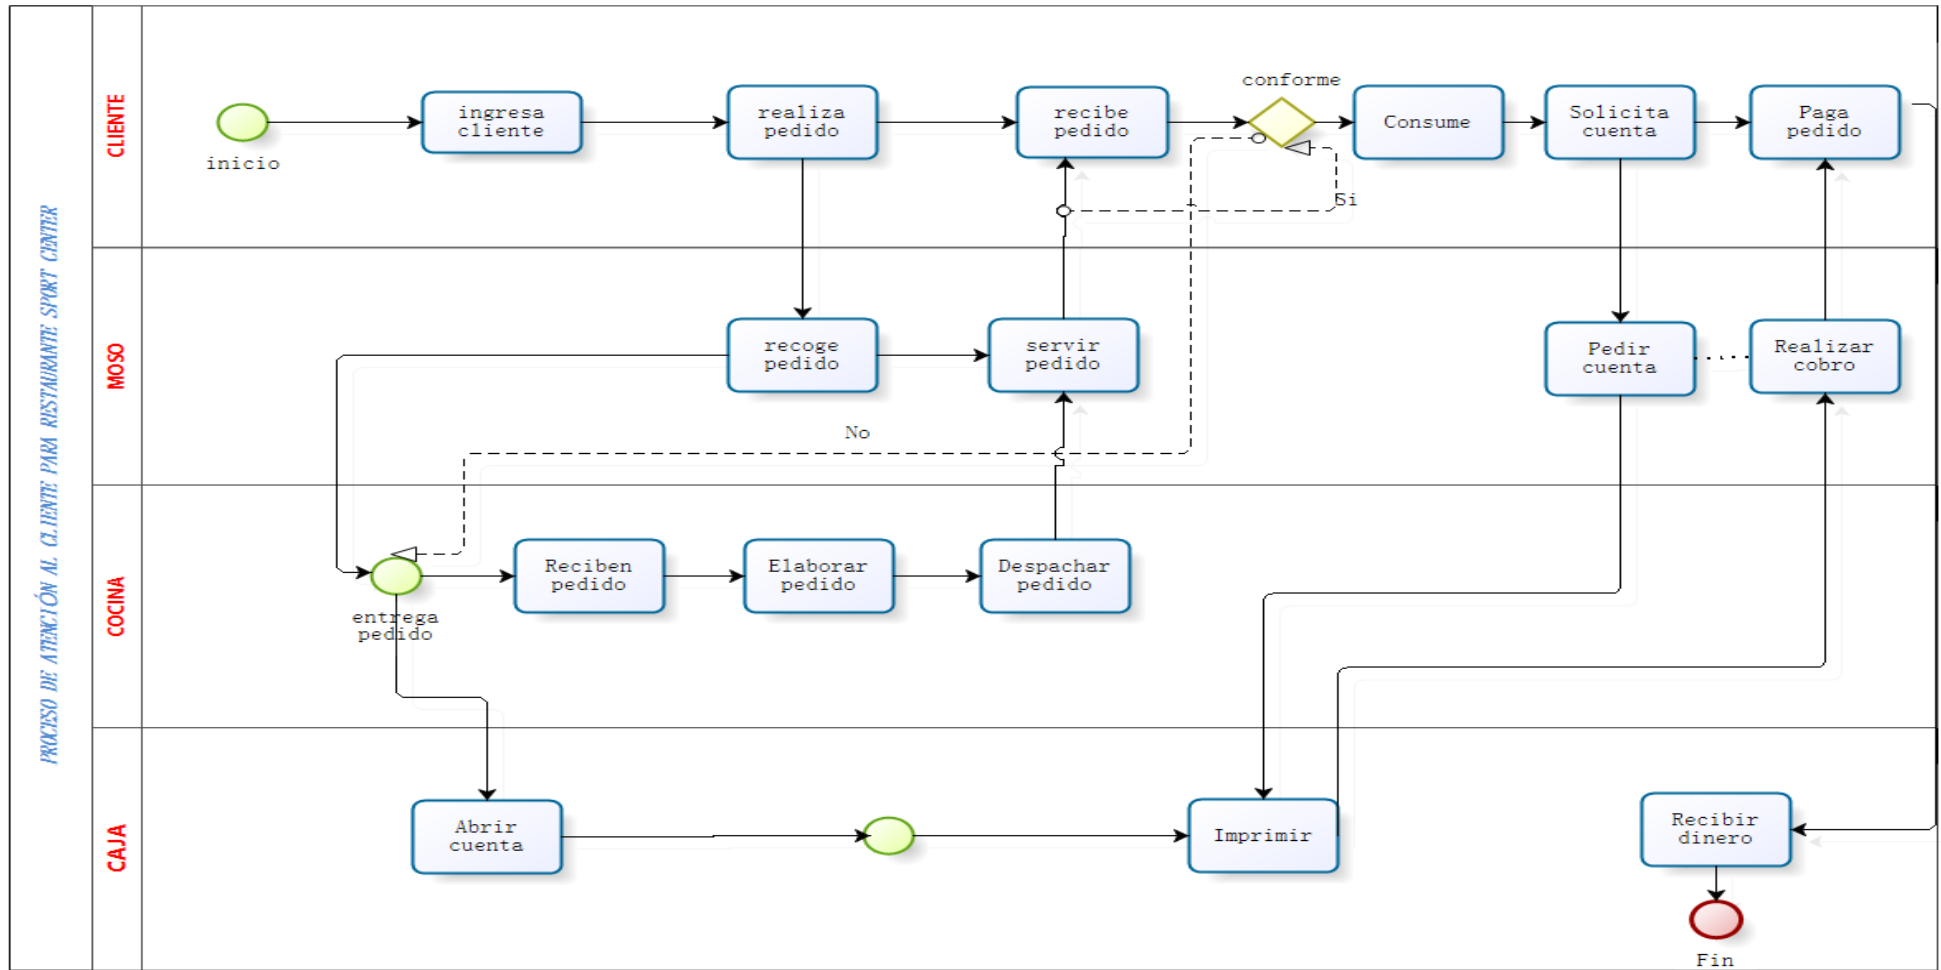 PROCESO DE ATENCIÓN AL CLIENTE PARA RESTAURANTE SPORT CENTER
CLIENTE
inicio
ingresa
cliente
realiza
pedido
recibe
pedido
conforme
Si
Consume
Solicita
cuenta
Paga
pedido
MOSO
recoge
pedido
servir
pedido
No
Pedir
cuenta
Realizar
cobro
COCINA
entrega
pedido
Reciben
pedido
Elaborar
pedido
Despachar
pedido
CAJA
Abrir
cuenta
Imprimir
Recibir
dinero
Fin